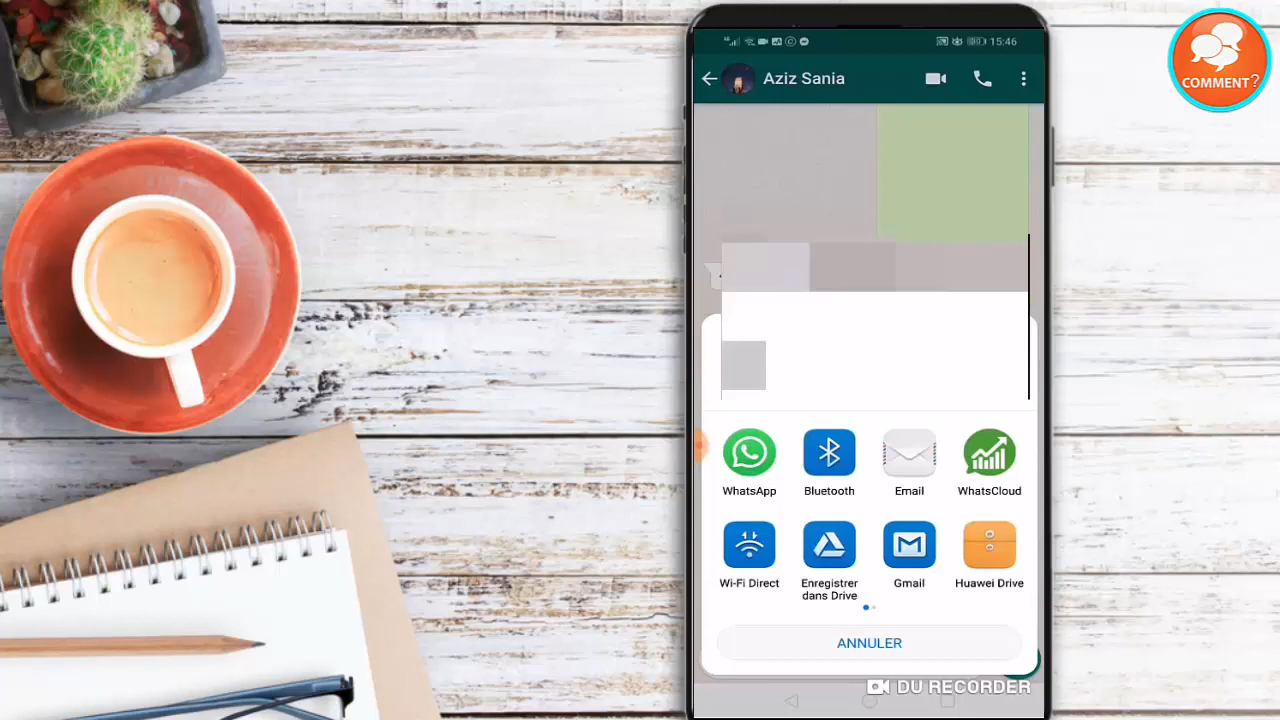 COMMENT?
15:46
Aziz Sania
WhatsApp
Bluetooth
Email
WhatsCloud
Wi-Fi Direct
Enregistrer
dans Drive
Gmail
Huawei Drive
ANNULER
DU RECORDER